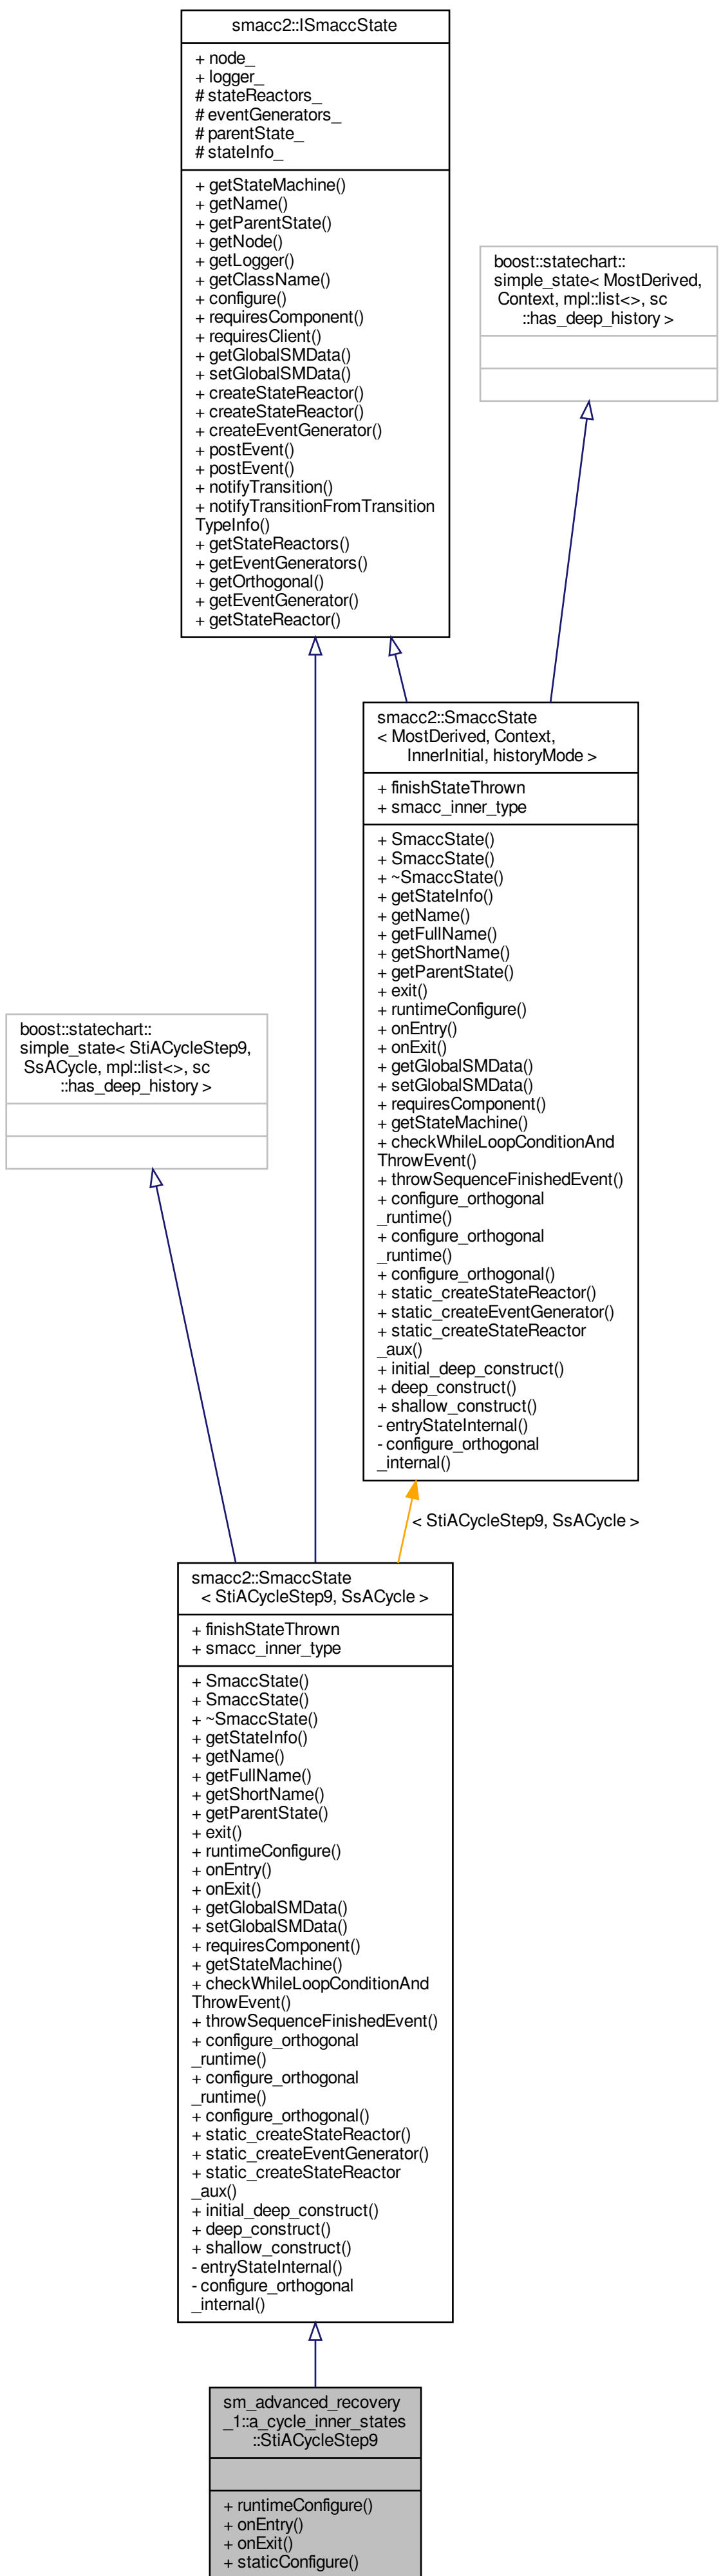 smacc2::ISmaccState
+ node_
+ logger_
# stateReactors_
# eventGenerators_
# parentState_
# stateInfo_
+ getStateMachine()
+ getName()
+ getParentState()
+ getNode()
+ getLogger()
+ getClassName()
+ configure()
+ requiresComponent()
+ requiresClient()
+ getGlobalSMData()
+ setGlobalSMData()
+ createStateReactor()
+ createStateReactor()
+ createEventGenerator()
+ postEvent()
+ postEvent()
+ notifyTransition()
+ notifyTransitionFromTransition
TypeInfo()
+ getStateReactors()
+ getEventGenerators()
+ getOrthogonal()
+ getEventGenerator()
+ getStateReactor()
boost::statechart::
simple_state< MostDerived,
Context, mpl::list<>, sc
::has_deep_history >
smacc2::SmaccState
< MostDerived, Context,
InnerInitial, historyMode >
+ finishStateThrown
+ smacc_inner_type
+ SmaccState()
+ SmaccState()
+ ~SmaccState()
+ getStateInfo()
+ getName()
+ getFullName()
+ getShortName()
+ getParentState()
+ exit()
+ runtimeConfigure()
+ onEntry()
+ onExit()
+ getGlobalSMData()
+ setGlobalSMData()
+ requiresComponent()
+ getStateMachine()
+ checkWhileLoopConditionAnd
ThrowEvent()
+ throwSequenceFinishedEvent()
+ configure_orthogonal
_runtime()
+ configure_orthogonal
_runtime()
+ configure_orthogonal()
+ static_createStateReactor()
+ static_createEventGenerator()
+ static_createStateReactor
_aux()
+ initial_deep_construct()
+ deep_construct()
+ shallow_construct()
- entryStateInternal()
- configure_orthogonal
_internal()
boost::statechart::
simple_state< StiACycleStep9,
SsACycle, mpl::list<>, sc
::has_deep_history >
< StiACycleStep9, SsACycle >
smacc2::SmaccState
< StiACycleStep9, SsACycle >
+ finishStateThrown
+ smacc_inner_type
+ SmaccState()
+ SmaccState()
+ ~SmaccState()
+ getStateInfo()
+ getName()
+ getFullName()
+ getShortName()
+ getParentState()
+ exit()
+ runtimeConfigure()
+ onEntry()
+ onExit()
+ getGlobalSMData()
+ setGlobalSMData()
+ requiresComponent()
+ getStateMachine()
+ checkWhileLoopConditionAnd
ThrowEvent()
+ throwSequenceFinishedEvent()
+ configure_orthogonal
_runtime()
+ configure_orthogonal
_runtime()
+ configure_orthogonal()
+ static_createStateReactor()
+ static_createEventGenerator()
+ static_createStateReactor
_aux()
+ initial_deep_construct()
+ deep_construct()
+ shallow_construct()
- entryStateInternal()
- configure_orthogonal
_internal()
sm_advanced_recovery
_1::a_cycle_inner_states
::StiACycleStep9
+ runtimeConfigure()
+ onEntry()
+ onExit()
+ staticConfigure()